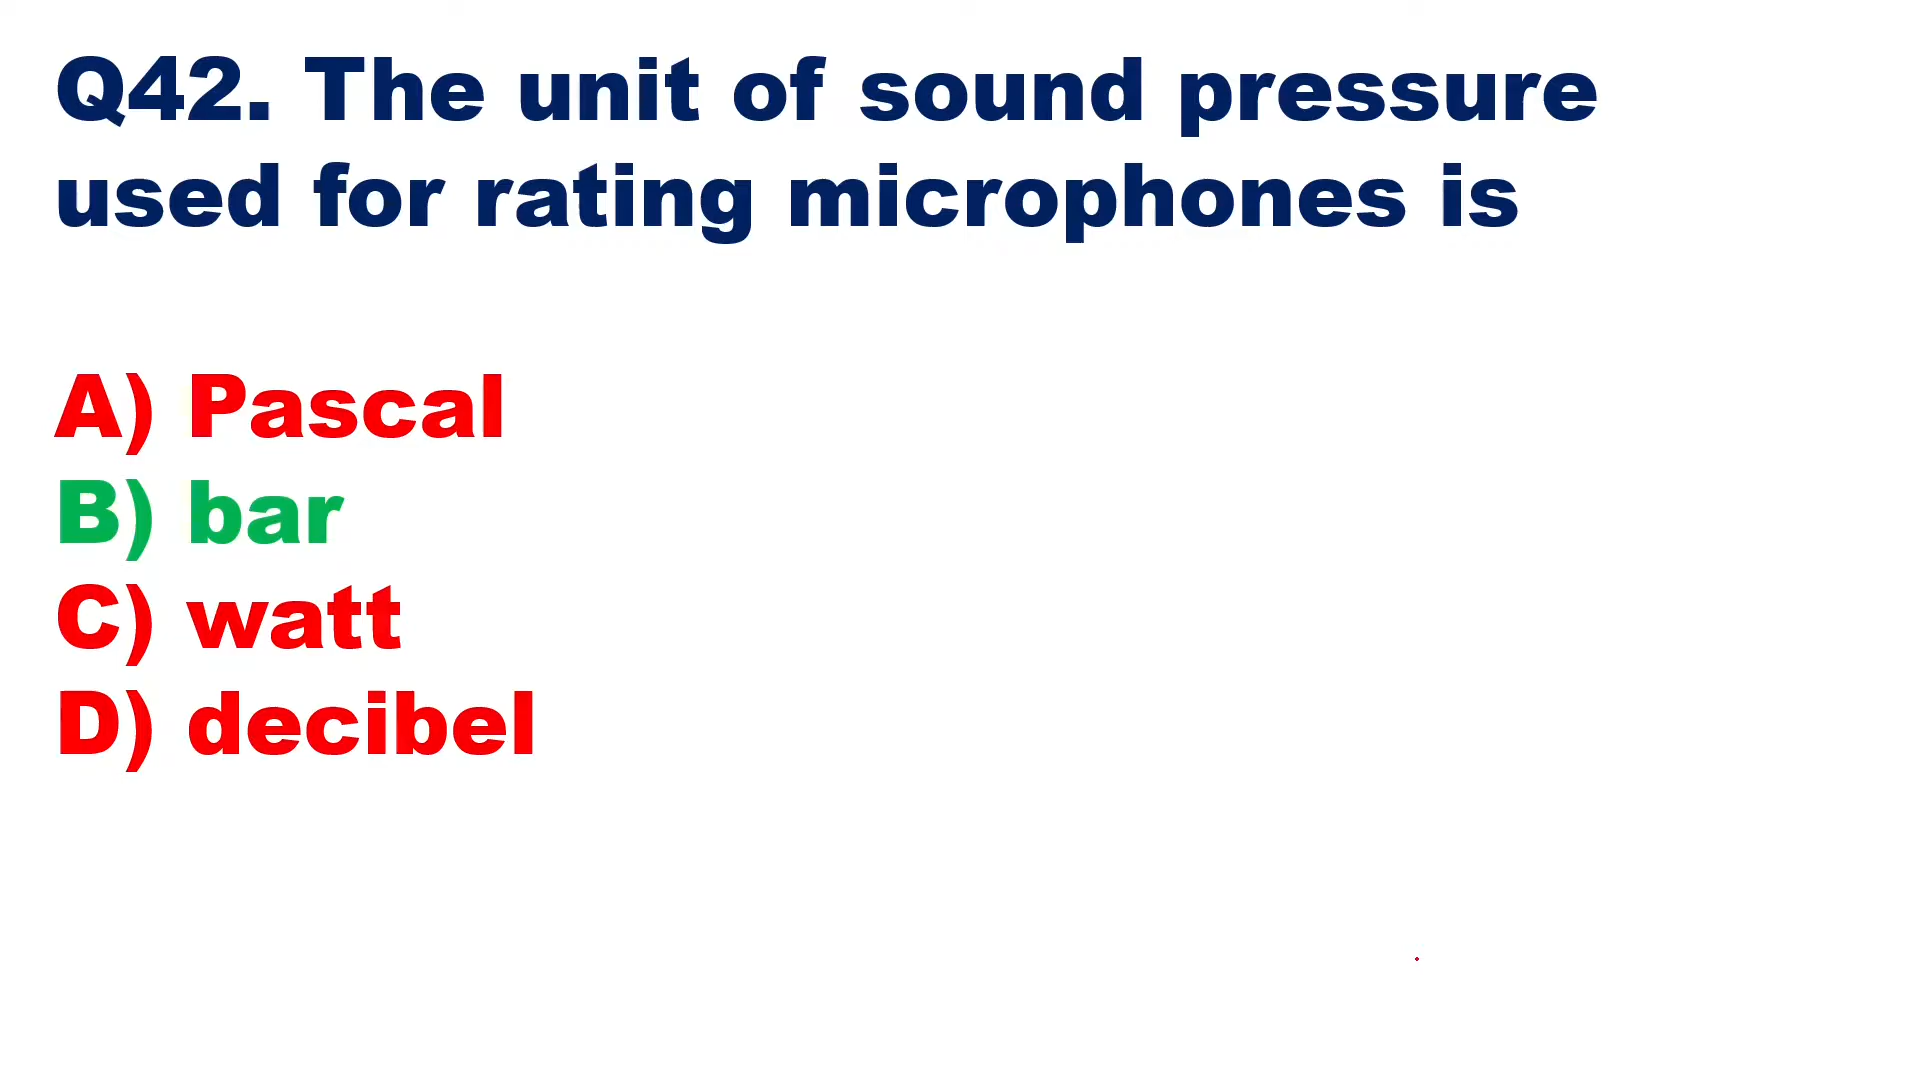 Q42. The unit of sound pressure
used for rating microphones is
A) Pascal
B) bar
C) watt
D) decibel